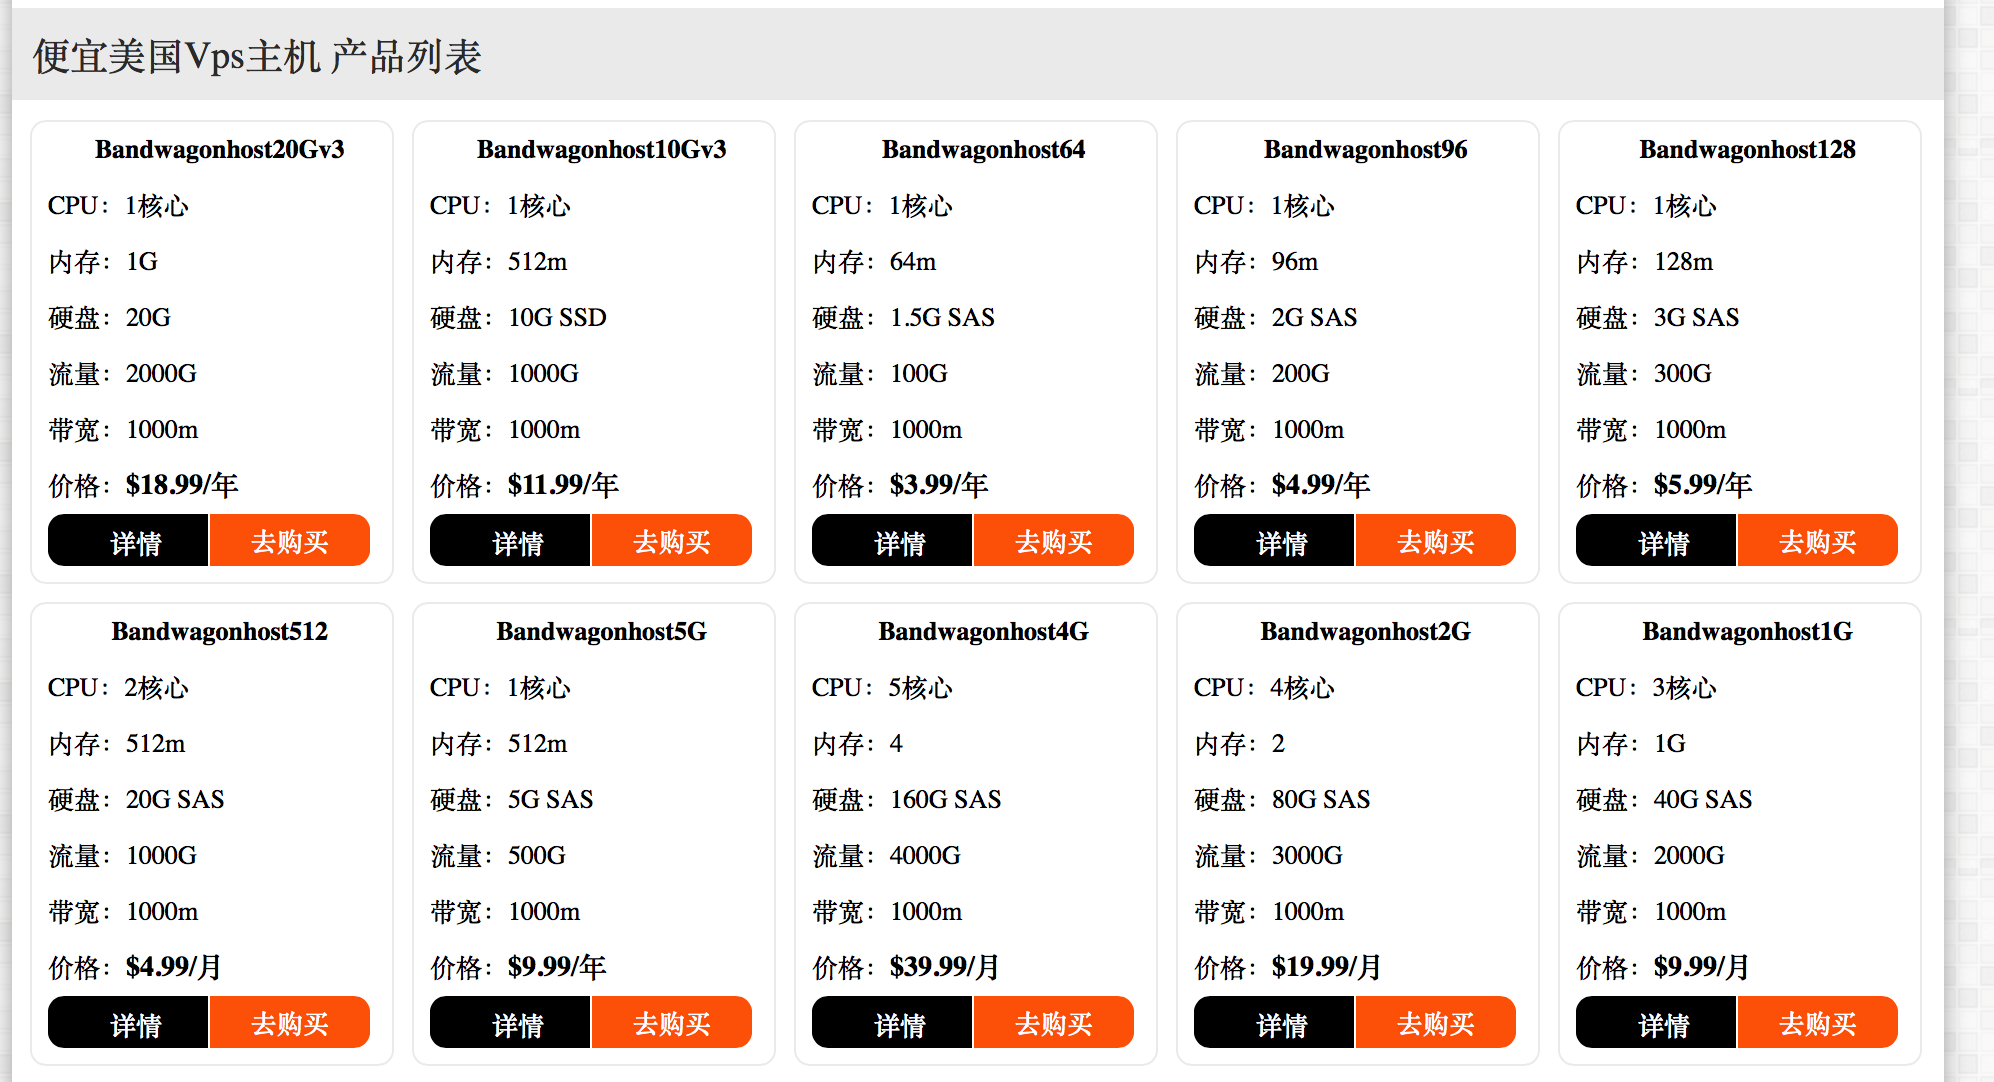 便宜美国Vps主机 产品列表
Bandwagonhost20Gv3
CPU：1核心
内存：1G
硬盘：20G
流量：2000G
带宽：1000m
价格：$18.99/年
详情 去购买
Bandwagonhost10Gv3
CPU：1核心
内存：512m
硬盘：10G SSD
流量：1000G
带宽：1000m
价格：$11.99/年
详情 去购买
Bandwagonhost64
CPU：1核心
内存：64m
硬盘：1.5G SAS
流量：100G
带宽：1000m
价格：$3.99/年
详情 去购买
Bandwagonhost96
CPU：1核心
内存：96m
硬盘：2G SAS
流量：200G
带宽：1000m
价格：$4.99/年
详情 去购买
Bandwagonhost128
CPU：1核心
内存：128m
硬盘：3G SAS
流量：300G
带宽：1000m
价格：$5.99/年
详情 去购买
Bandwagonhost512
CPU：2核心
内存：512m
硬盘：20G SAS
流量：1000G
带宽：1000m
价格：$4.99/月
详情 去购买
Bandwagonhost5G
CPU：1核心
内存：512m
硬盘：5G SAS
流量：500G
带宽：1000m
价格：$9.99/年
详情 去购买
Bandwagonhost4G
CPU：5核心
内存：4
硬盘：160G SAS
流量：4000G
带宽：1000m
价格：$39.99/月
详情 去购买
Bandwagonhost2G
CPU：4核心
内存：2
硬盘：80G SAS
流量：3000G
带宽：1000m
价格：$19.99/月
详情 去购买
Bandwagonhost1G
CPU：3核心
内存：1G
硬盘：40G SAS
流量：2000G
带宽：1000m
价格：$9.99/月
详情 去购买